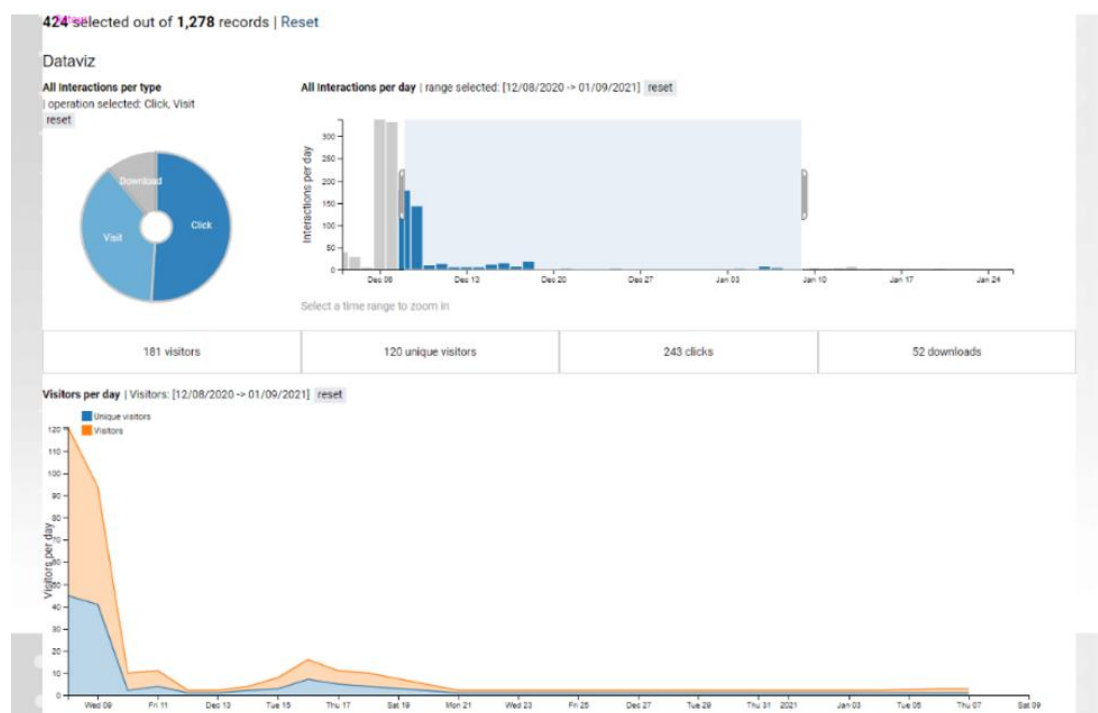 424 selected out of 1,278 records | Reset
Dataviz
All Interactions per type
| operation selected: Click, Visit
reset
Download
Click
Visit
All Interactions per day | range selected: [12/08/2020 -> 01/09/2021] reset
Interactions per day
300
250
200
150
100
50
0
Dec 06
Dec 13
Dec 20
Dec 27
Jan 03
Jan 10
Jan 17
Jan 24
Select a time range to zoom in
181 visitors
120 unique visitors
243 clicks
52 downloads
Visitors per day | Visitors: [12/08/2020 -> 01/09/2021] reset
Unique visitors
Visitors
Visitors per day
120
110
100
90
80
70
60
50
40
30
20
10
0
Wed 09
Fri 11
Dec 13
Tue 15
Thu 17
Sat 19
Mon 21
Wed 23
Fri 25
Dec 27
Tue 29
Thu 31
2021
Jan 03
Tue 05
Thu 07
Sat 09